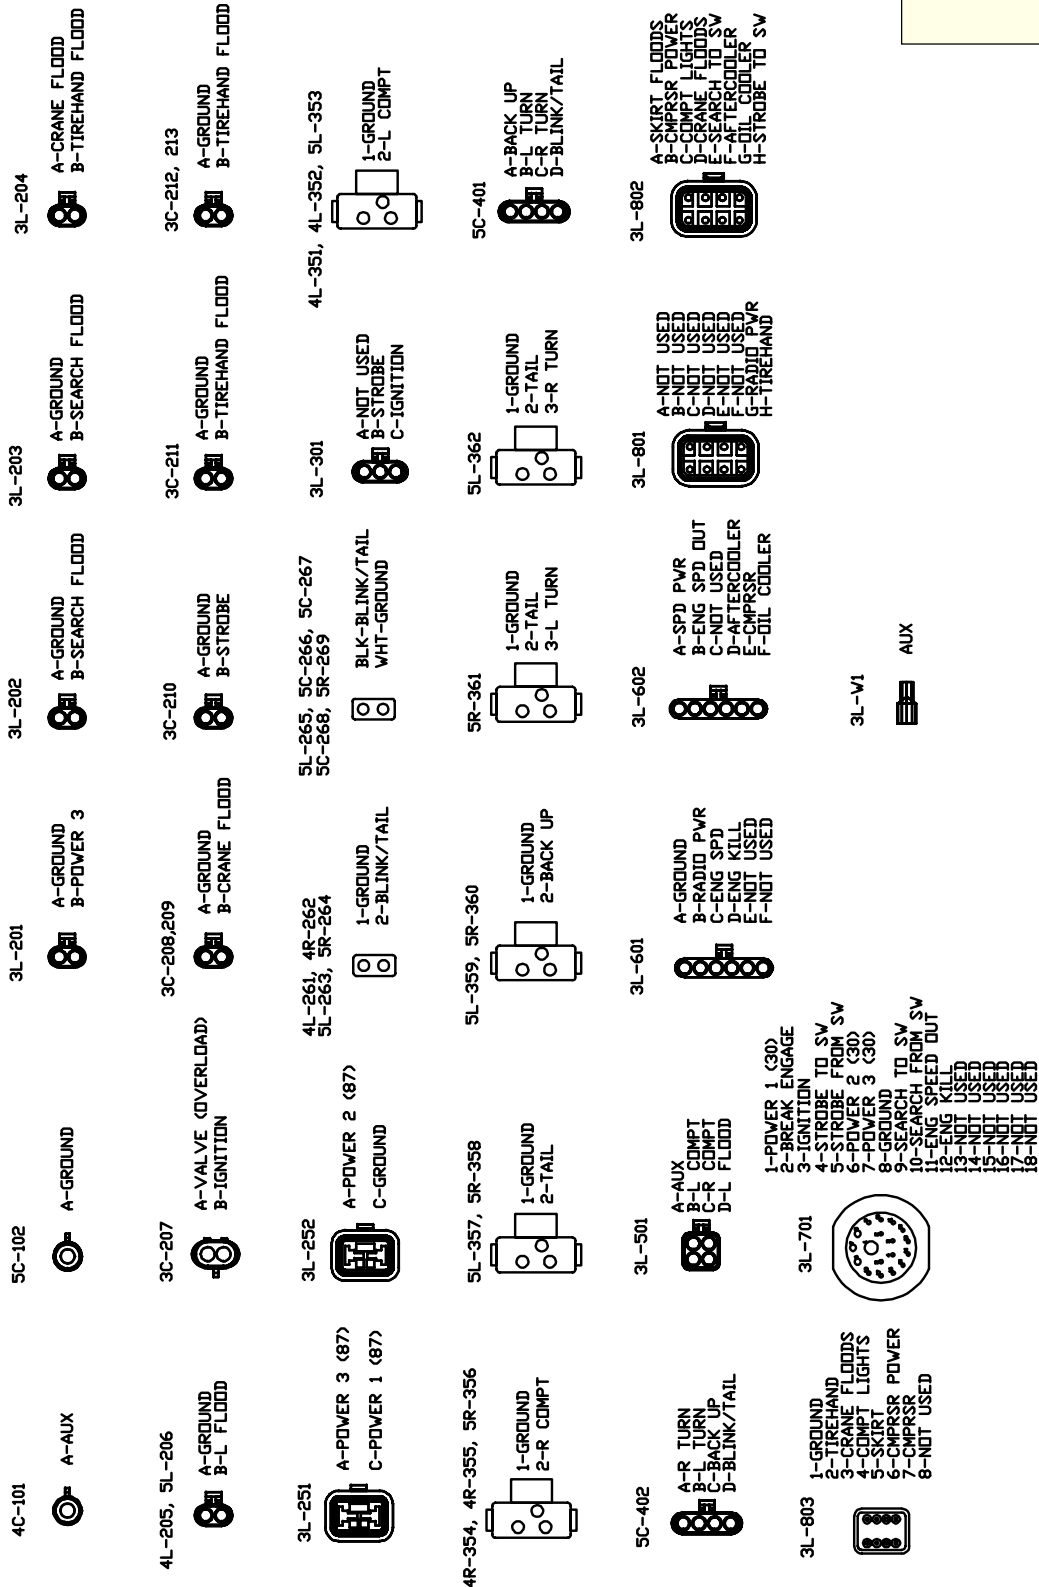 4C-101
A-AUX
5C-102
A-GROUND
3L-201
A-GROUND
B-POWER 3
3L-202
A-GROUND
B-SEARCH FLOOD
3L-203
A-GROUND
B-SEARCH FLOOD
3L-204
A-CRANE FLOOD
B-TIREHAND FLOOD
4L-205, 5L-206
A-GROUND
B-L FLOOD
3C-207
A-VALVE (OVERLOAD)
B-IGNITION
3C-208,209
A-GROUND
B-CRANE FLOOD
3C-210
A-GROUND
B-STROBE
3C-211
A-GROUND
B-TIREHAND FLOOD
3C-212, 213
A-GROUND
B-TIREHAND FLOOD
3L-251
A-POWER 3 (87)
C-POWER 1 (87)
3L-252
A-POWER 2 (87)
C-GROUND
4L-261, 4R-262
5L-263, 5R-264
1-GROUND
2-BLINK/TAIL
5L-265, 5C-266, 5C-267
5C-268, 5R-269
BLK-BLINK/TAIL
WHT-GROUND
3L-301
A-NOT USED
B-STROBE
C-IGNITION
4L-351, 4L-352, 5L-353
1-GROUND
2-L COMPT
4R-354, 4R-355, 5R-356
1-GROUND
2-R COMPT
5L-357, 5R-358
1-GROUND
2-TAIL
5L-359, 5R-360
1-GROUND
2-BACK UP
5R-361
1-GROUND
2-TAIL
3-L TURN
5L-362
1-GROUND
2-TAIL
3-R TURN
5C-401
A-BACK UP
B-L TURN
C-R TURN
D-BLINK/TAIL
5C-402
A-R TURN
B-L TURN
C-BACK UP
D-BLINK/TAIL
3L-501
A-AUX
B-L COMPT
C-R COMPT
D-L FLOOD
3L-601
A-GROUND
B-RADIO PWR
C-ENG SPD
D-ENG KILL
E-NOT USED
F-NOT USED
3L-602
A-SPD PWR
B-ENG SPD OUT
C-NOT USED
D-AFTERCOOLER
E-CMPRSR
F-OIL COOLER
3L-801
A-NOT USED
B-NOT USED
C-NOT USED
D-NOT USED
E-NOT USED
F-NOT USED
G-RADIO PWR
H-TIREHAND
3L-802
A-SKIRT FLOODS
B-CMPRSR POWER
C-COMPT LIGHTS
D-CRANE FLOODS
E-SEARCH TO SW
F-AFTERCOOLER
G-OIL COOLER
H-STROBE TO SW
3L-803
1-GROUND
2-TIREHAND
3-CRANE FLOODS
4-COMPT LIGHTS
5-SKIRT
6-CMPRSR POWER
7-CMPRSR
8-NOT USED
3L-701
1-POWER 1 (30)
2-BREAK ENGAGE
3-IGNITION
4-STROBE TO SW
5-STROBE FROM SW
6-POWER 2 (30)
7-POWER 3 (30)
8-GROUND
9-SEARCH TO SW
10-SEARCH FROM SW
11-ENG SPEED OUT
12-ENG KILL
13-NOT USED
14-NOT USED
15-NOT USED
16-NOT USED
17-NOT USED
18-NOT USED
3L-W1
AUX